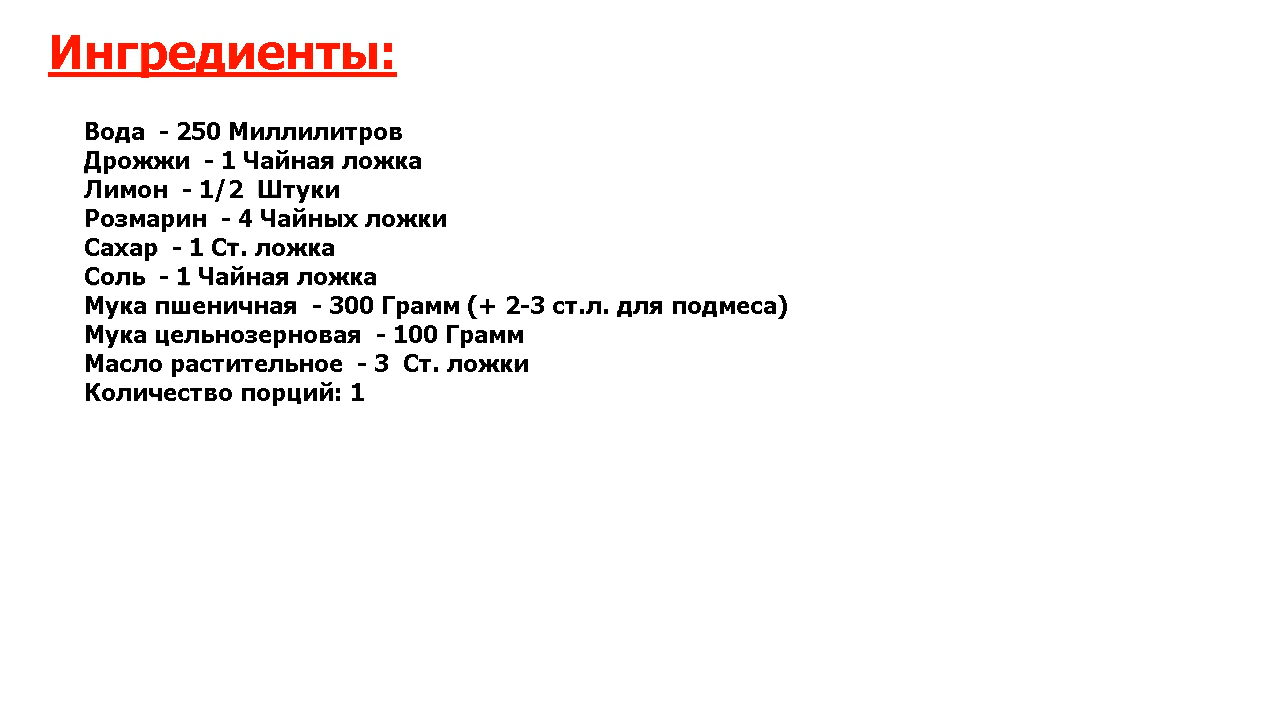 Ингредиенты:
Вода - 250 Миллилитров
Дрожжи - 1 Чайная ложка
Лимон - 1/2 Штуки
Розмарин - 4 Чайных ложки
Сахар - 1 Ст. ложка
Соль - 1 Чайная ложка
Мука пшеничная - 300 Грамм (+ 2-3 ст.л. для подмеса)
Мука цельнозерновая - 100 Грамм
Масло растительное - 3 Ст. ложки
Количество порций: 1